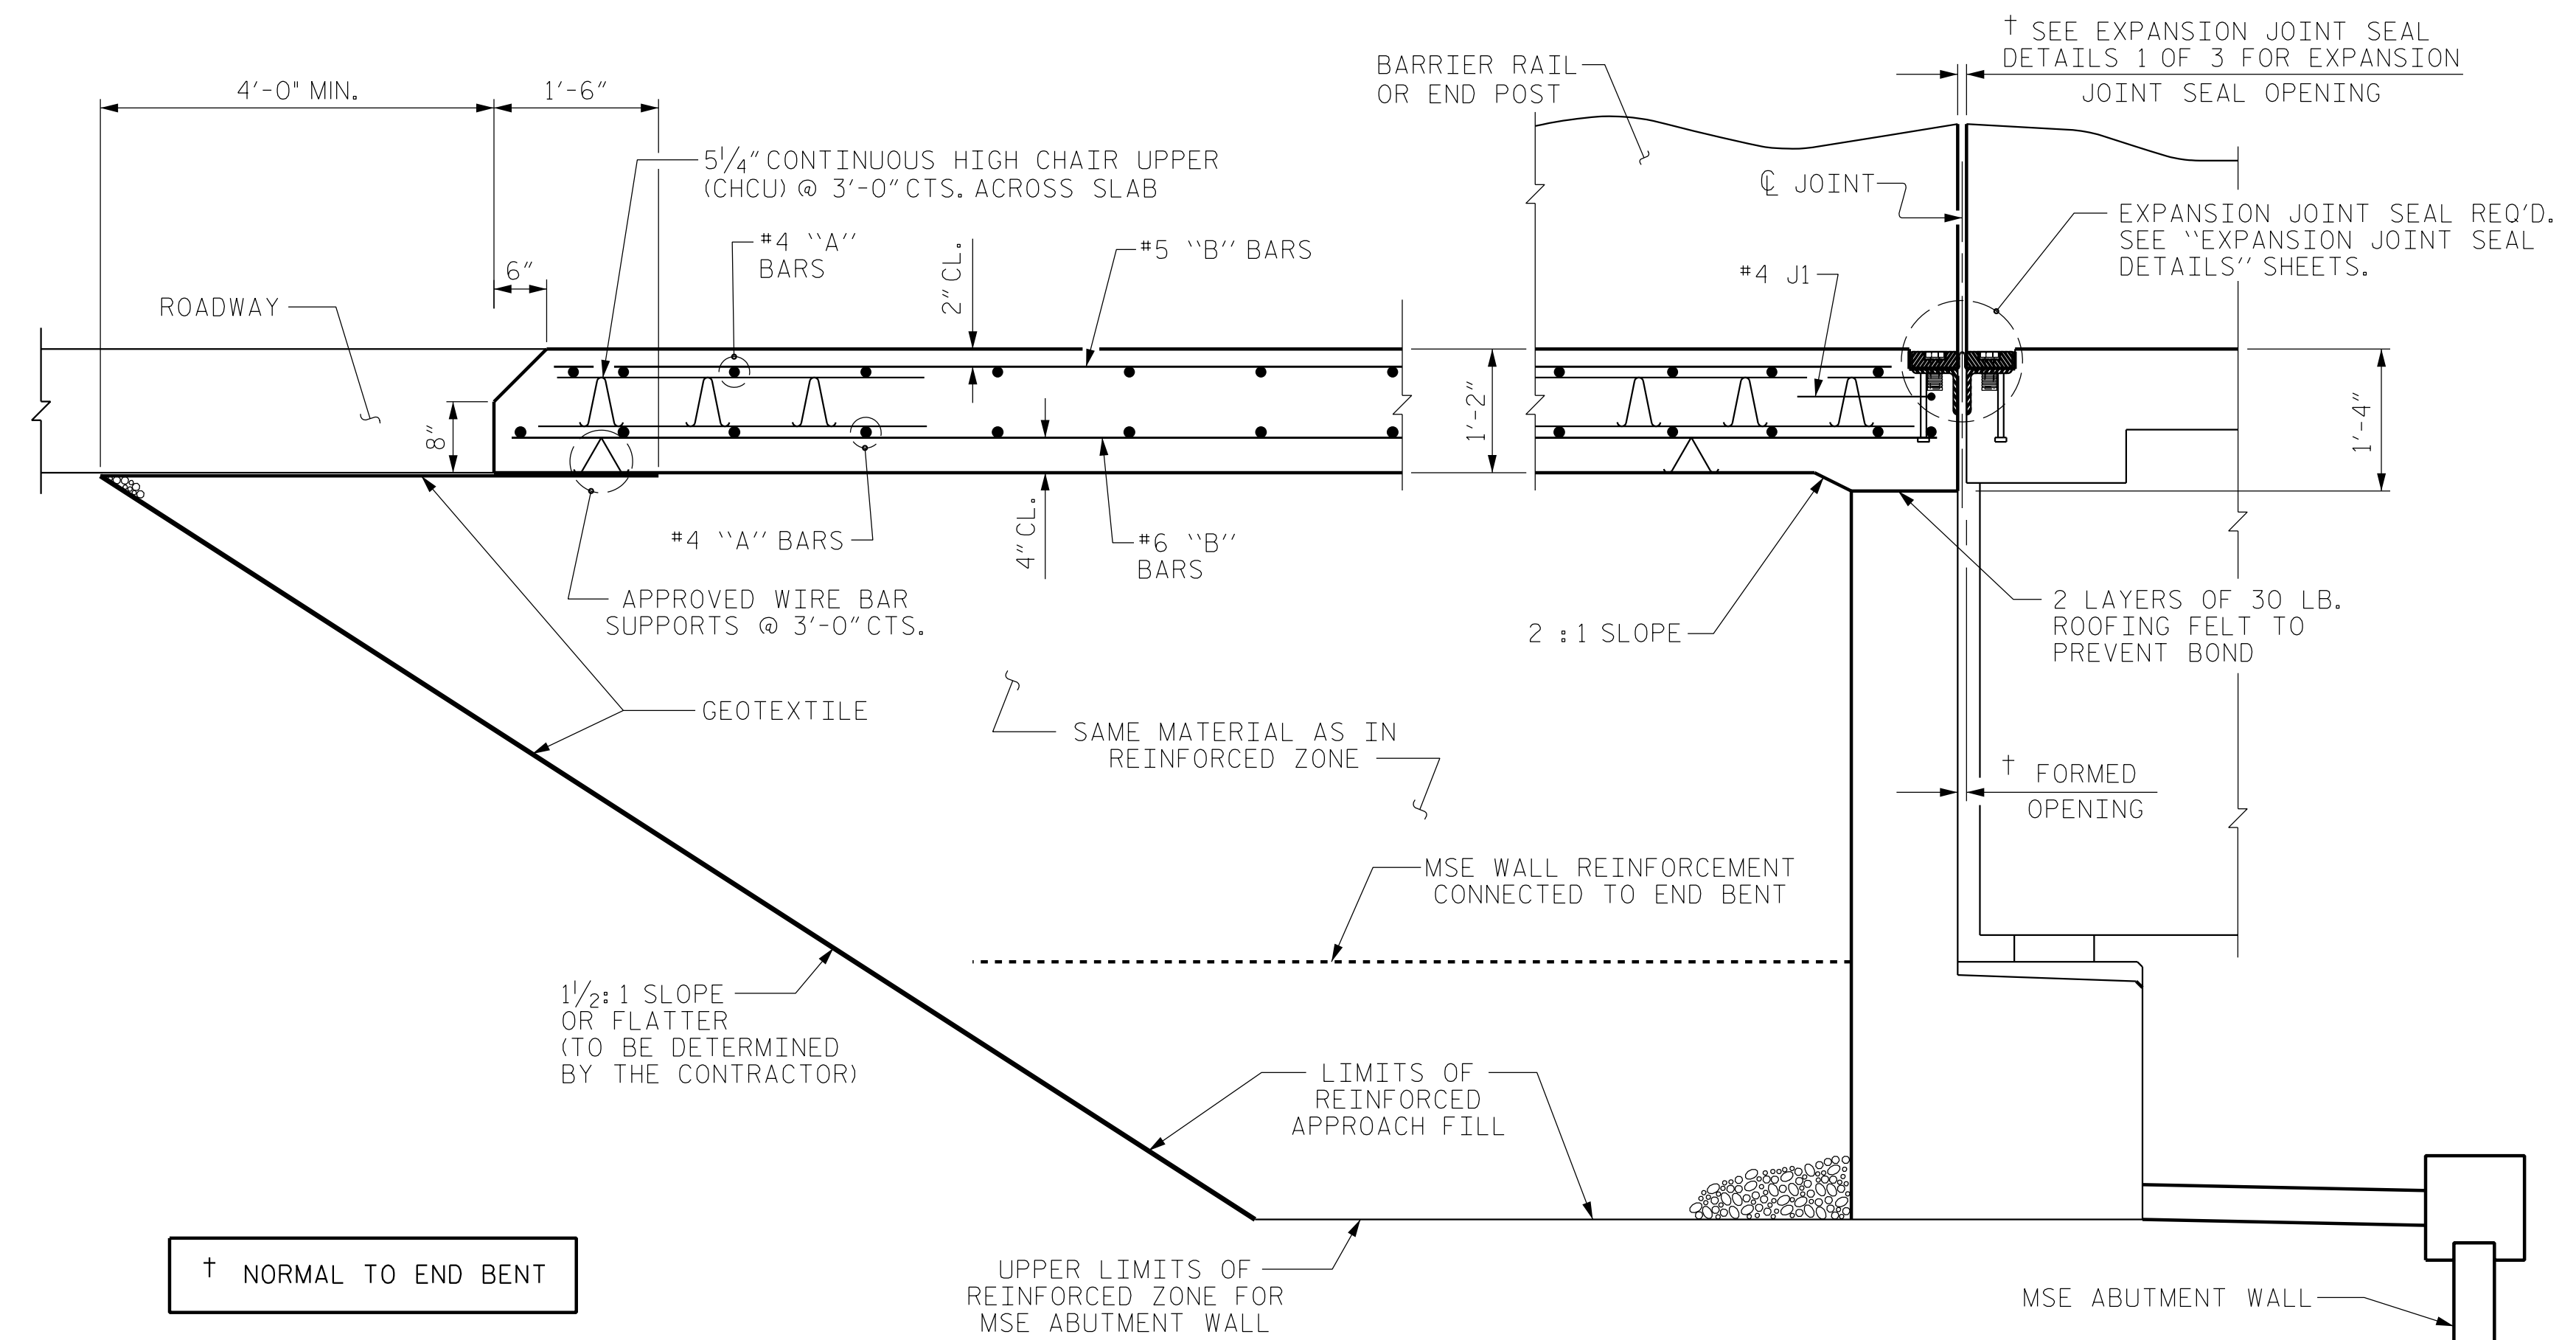 † SEE EXPANSION JOINT SEAL
DETAILS 1 OF 3 FOR EXPANSION
JOINT SEAL OPENING
BARRIER RAIL
OR END POST
4'-0" MIN.
1'-6"
5 1/4" CONTINUOUS HIGH CHAIR UPPER
(CHCU) @ 3'-0" CTS. ACROSS SLAB
℄ JOINT
EXPANSION JOINT SEAL REQ'D.
SEE "EXPANSION JOINT SEAL
DETAILS" SHEETS.
#4 "A"
BARS
2" CL.
#5 "B" BARS
#4 J1
6"
ROADWAY
8"
1'-2"
1'-4"
#4 "A" BARS
4" CL.
#6 "B"
BARS
APPROVED WIRE BAR
SUPPORTS @ 3'-0" CTS.
2 : 1 SLOPE
2 LAYERS OF 30 LB.
ROOFING FELT TO
PREVENT BOND
GEOTEXTILE
SAME MATERIAL AS IN
REINFORCED ZONE
† FORMED
OPENING
MSE WALL REINFORCEMENT
CONNECTED TO END BENT
1 1/2: 1 SLOPE
OR FLATTER
(TO BE DETERMINED
BY THE CONTRACTOR)
LIMITS OF
REINFORCED
APPROACH FILL
† NORMAL TO END BENT
UPPER LIMITS OF
REINFORCED ZONE FOR
MSE ABUTMENT WALL
MSE ABUTMENT WALL